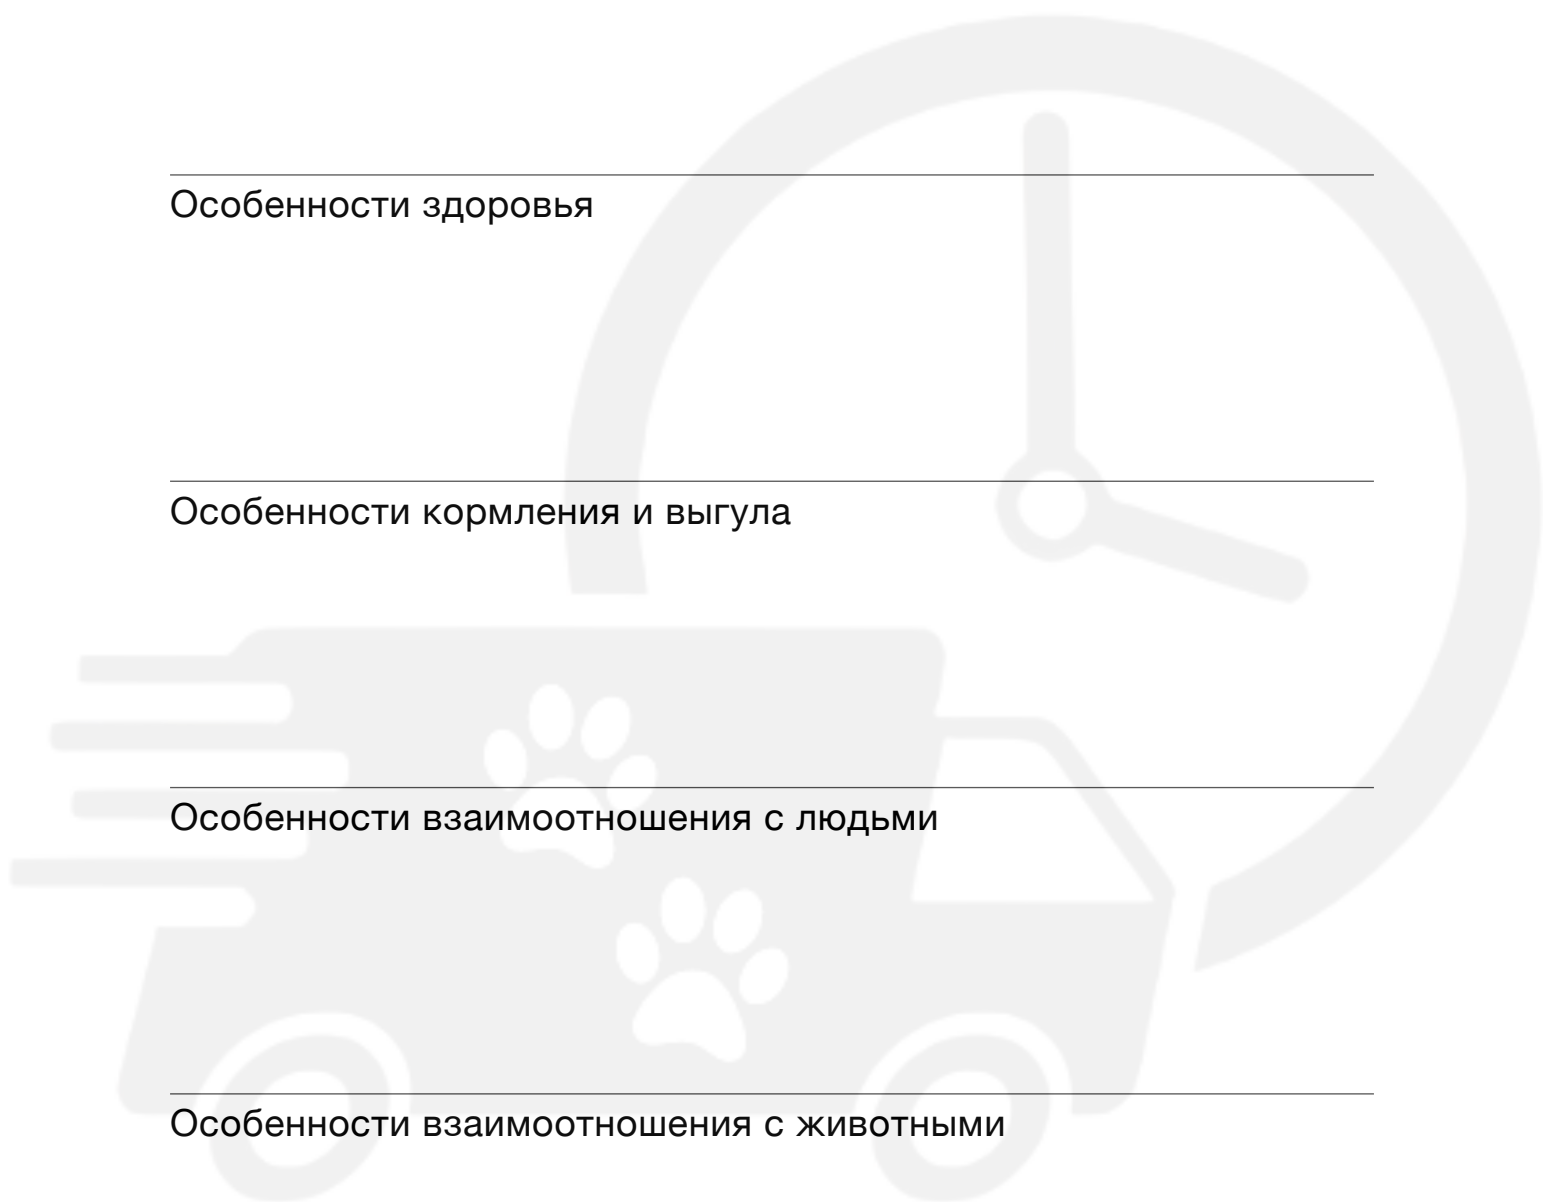 Особенности здоровья
Особенности кормления и выгула
Особенности взаимоотношения с людьми
Особенности взаимоотношения с животными